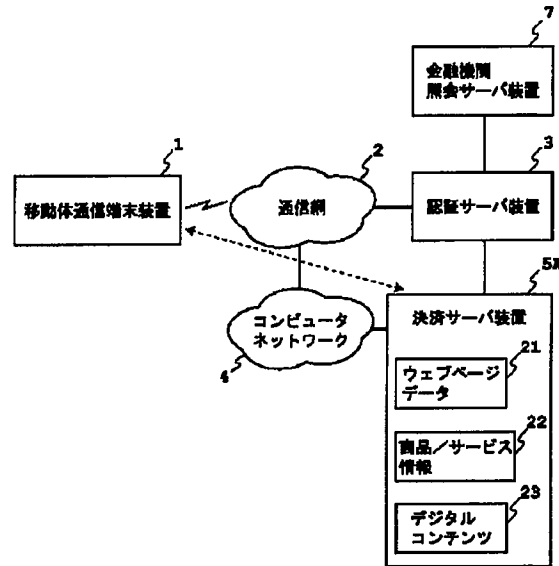 7
金融機関
照会サーバ装置
1
2
3
移動体通信端末装置
通信網
認証サーバ装置
5A
コンピュータ
ネットワーク
4
決済サーバ装置
21
ウェブページ
データ
22
商品／サービス
情報
23
デジタル
コンテンツ